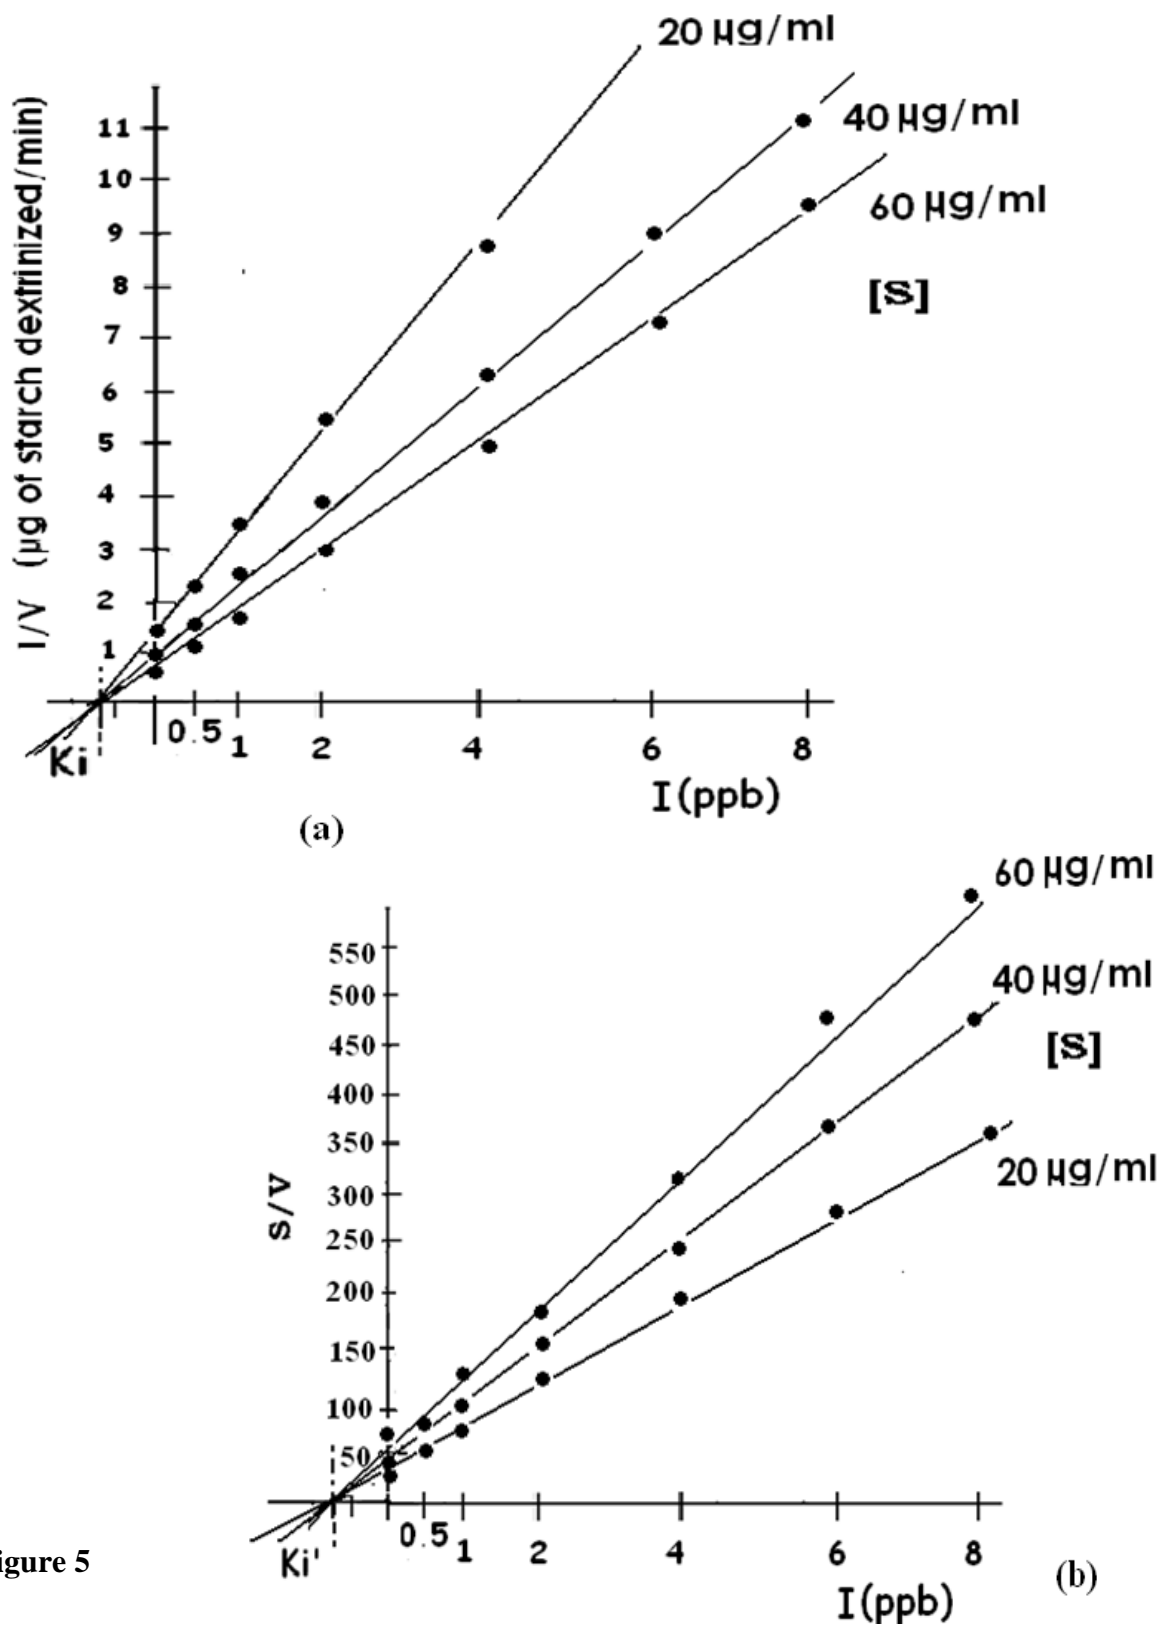 20 µg/ml
40 µg/ml
60 µg/ml
[S]
I/V (µg of starch dextrinized/min)
11
10
9
8
7
6
5
4
3
2
1
Ki
0.5
1
2
4
6
8
I(ppb)
(a)
60 µg/ml
40 µg/ml
[S]
20 µg/ml
S/V
550
500
450
400
350
300
250
200
150
100
50
Ki'
0.5
1
2
4
6
8
I(ppb)
(b)
igure 5